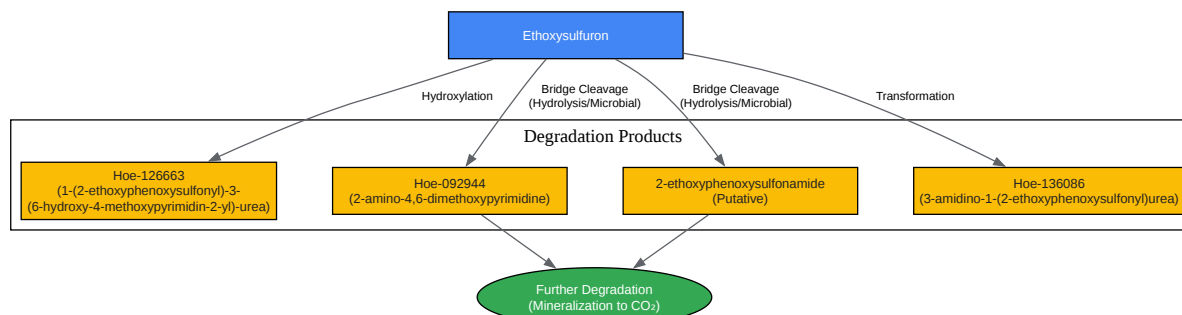 Ethoxysulfuron
Hydroxylation
Bridge Cleavage
(Hydrolysis/Microbial)
Bridge Cleavage
(Hydrolysis/Microbial)
Transformation
Degradation Products
Hoe-126663
(1-(2-ethoxyphenoxysulfonyl)-3-
(6-hydroxy-4-methoxypyrimidin-2-yl)-urea)
Hoe-092944
(2-amino-4,6-dimethoxypyrimidine)
2-ethoxyphenoxysulfonamide
(Putative)
Hoe-136086
(3-amidino-1-(2-ethoxyphenoxysulfonyl)urea)
Further Degradation
(Mineralization to CO₂)